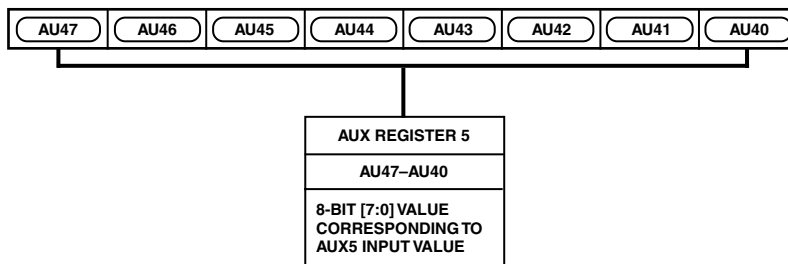 AU47 AU46 AU45 AU44 AU43 AU42 AU41 AU40
AUX REGISTER 5
AU47–AU40
8-BIT [7:0] VALUE
CORRESPONDING TO
AUX5 INPUT VALUE